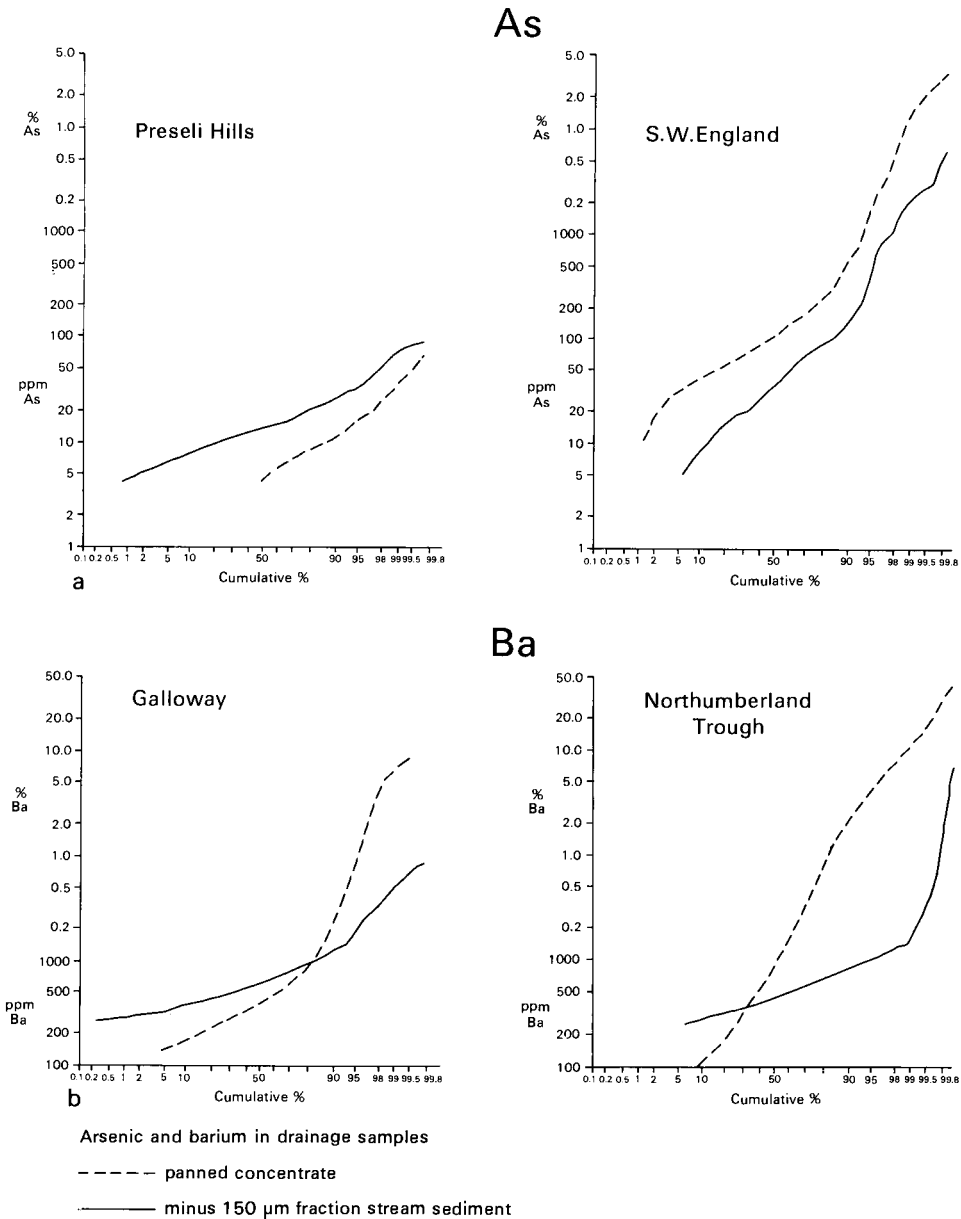 As
5.0
2.0
% As
1.0
0.5
0.2
1000
500
200
100
50
ppm As
20
10
5
2
1
Preseli Hills
0.1 0.2 0.5 1 2 5 10 50 90 95 98 99 99.5 99.8
Cumulative %
a
5.0
2.0
% As
1.0
0.5
0.2
1000
500
200
100
50
ppm As
20
10
5
2
1
S.W.England
0.1 0.2 0.5 1 2 5 10 50 90 95 98 99 99.5 99.8
Cumulative %
Ba
50.0
20.0
10.0
5.0
% Ba
2.0
1.0
0.5
0.2
1000
500
ppm Ba
200
100
Galloway
0.1 0.2 0.5 1 2 5 10 50 90 95 98 99 99.5 99.8
Cumulative %
b
50.0
20.0
10.0
5.0
% Ba
2.0
1.0
0.5
0.2
1000
500
ppm Ba
200
100
Northumberland
Trough
0.1 0.2 0.5 1 2 5 10 50 90 95 98 99 99.5 99.8
Cumulative %
Arsenic and barium in drainage samples
panned concentrate
minus 150 μm fraction stream sediment